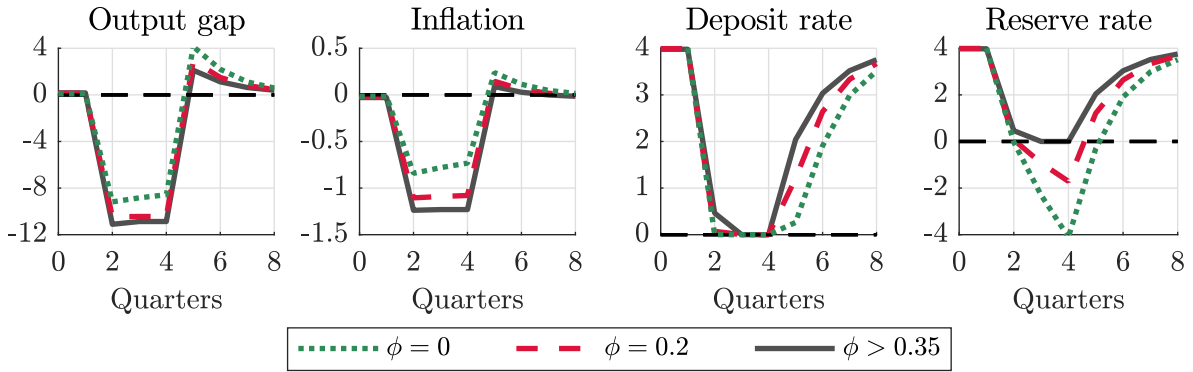 Output gap
Inflation
Deposit rate
Reserve rate
4
0
-4
-8
-12
0 2 4 6 8
Quarters
0.5
0
-0.5
-1
-1.5
0 2 4 6 8
Quarters
4
3
2
1
0
0 2 4 6 8
Quarters
4
2
0
-2
-4
0 2 4 6 8
Quarters
ϕ = 0
ϕ = 0.2
ϕ > 0.35